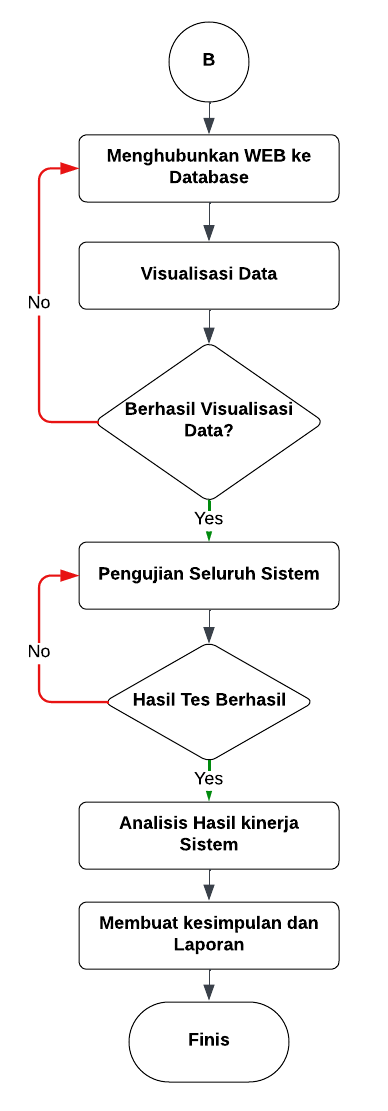 B
Menghubunkan WEB ke
Database
Visualisasi Data
No
Berhasil Visualisasi
Data?
Yes
Pengujian Seluruh Sistem
No
Hasil Tes Berhasil
Yes
Analisis Hasil kinerja
Sistem
Membuat kesimpulan dan
Laporan
Finis